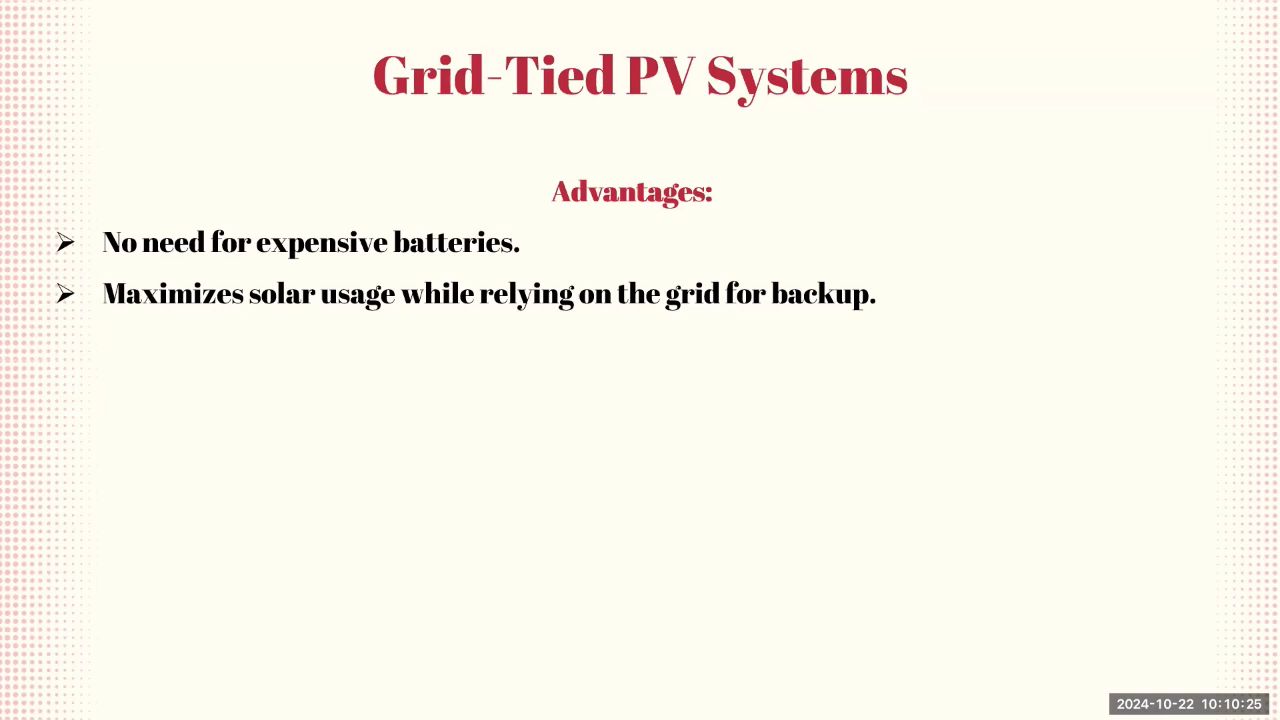 Grid-Tied PV Systems
Advantages:
➢ No need for expensive batteries.
➢ Maximizes solar usage while relying on the grid for backup.
2024-10-22 10:10:25